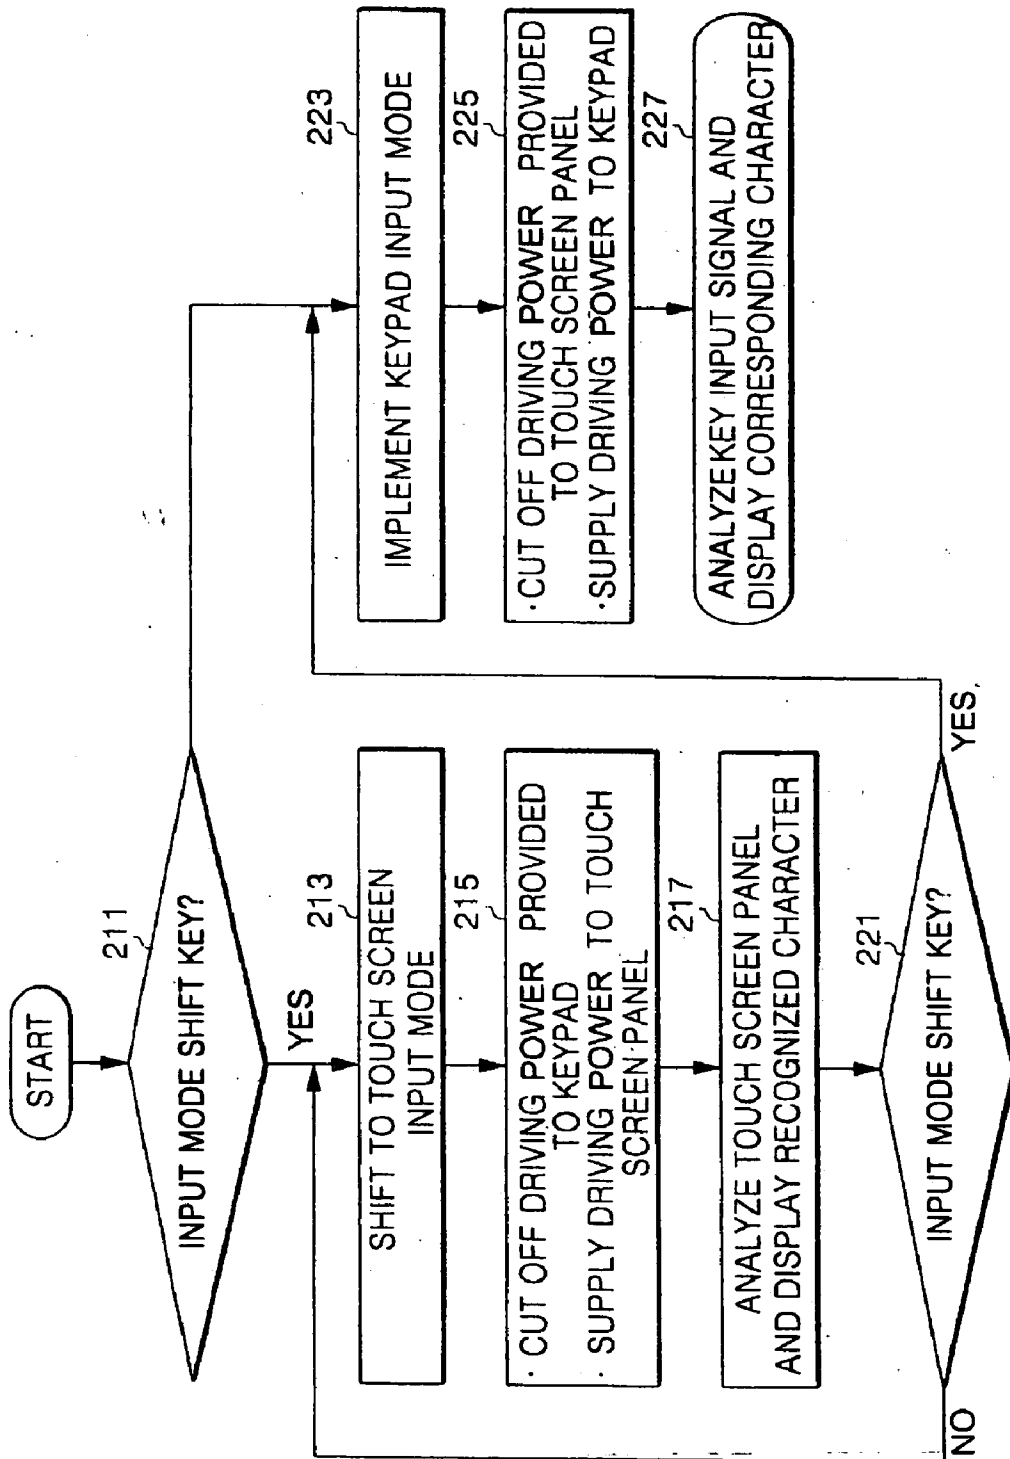 START
211
INPUT MODE SHIFT KEY?
YES
213
SHIFT TO TOUCH SCREEN
INPUT MODE
215
· CUT OFF DRIVING POWER PROVIDED
TO KEYPAD
· SUPPLY DRIVING POWER TO TOUCH
SCREEN PANEL
217
ANALYZE TOUCH SCREEN PANEL
AND DISPLAY RECOGNIZED CHARACTER
221
INPUT MODE SHIFT KEY?
NO
YES
223
IMPLEMENT KEYPAD INPUT MODE
225
· CUT OFF DRIVING POWER PROVIDED
TO TOUCH SCREEN PANEL
· SUPPLY DRIVING POWER TO KEYPAD
227
ANALYZE KEY INPUT SIGNAL AND
DISPLAY CORRESPONDING CHARACTER